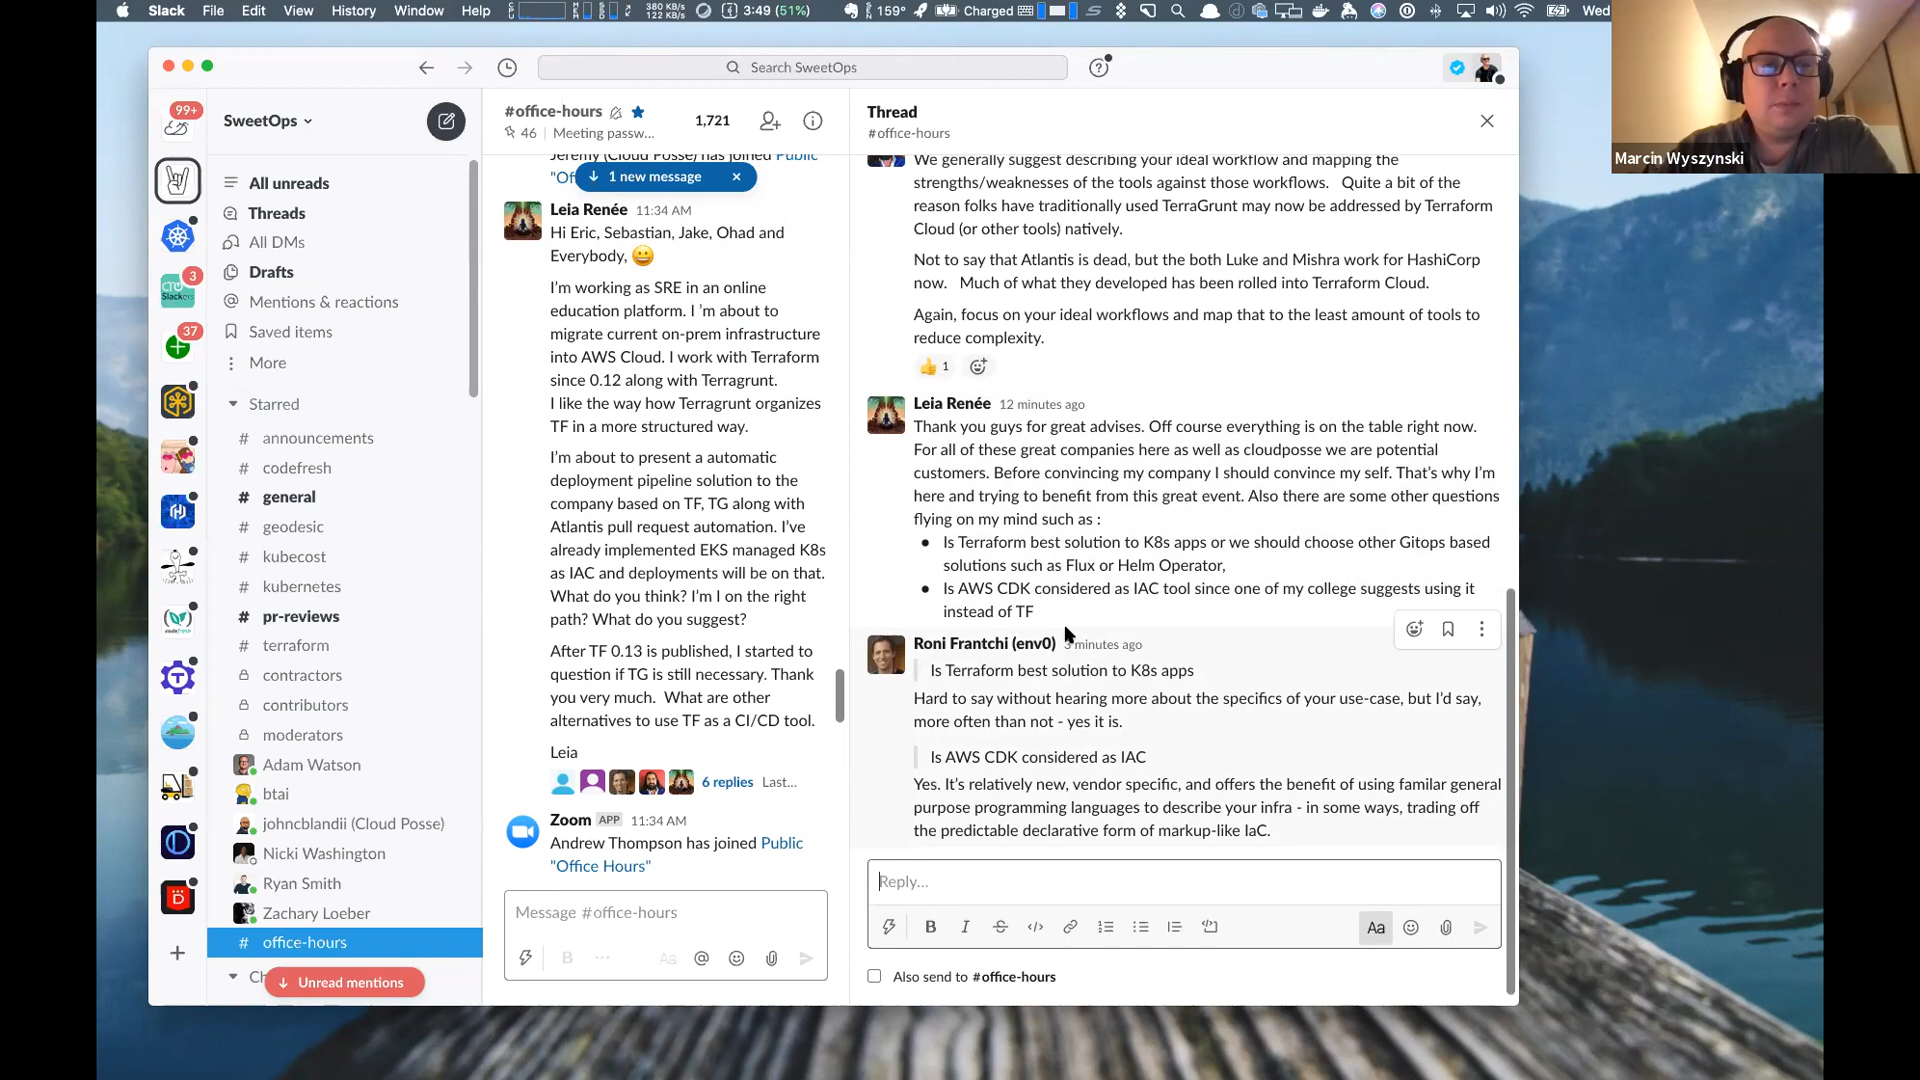 Slack File Edit View History Window Help 380 KB/s 122 KB/s 3:49 (51%) 159° Charged Wed
Search SweetOps
99+
SweetOps
#office-hours
46 Meeting passw...
1,721
Thread
#office-hours
All unreads
Threads
All DMs
Drafts
Mentions & reactions
Saved items
More
Starred
# announcements
# codefresh
# general
# geodesic
# kubecost
# kubernetes
# pr-reviews
# terraform
contractors
contributors
moderators
Adam Watson
btai
johncblandii (Cloud Posse)
Nicki Washington
Ryan Smith
Zachary Loeber
# office-hours
Unread mentions
3
CTO
Slackers
37
codefresh
Jeremy (Cloud Posse) has joined Public
"Of
1 new message
Leia Renée 11:34 AM
Hi Eric, Sebastian, Jake, Ohad and
Everybody, 😀
I'm working as SRE in an online
education platform. I 'm about to
migrate current on-prem infrastructure
into AWS Cloud. I work with Terraform
since 0.12 along with Terragrunt.
I like the way how Terragrunt organizes
TF in a more structured way.
I'm about to present a automatic
deployment pipeline solution to the
company based on TF, TG along with
Atlantis pull request automation. I've
already implemented EKS managed K8s
as IAC and deployments will be on that.
What do you think? I'm I on the right
path? What do you suggest?
After TF 0.13 is published, I started to
question if TG is still necessary. Thank
you very much. What are other
alternatives to use TF as a CI/CD tool.
Leia
6 replies Last...
Zoom APP 11:34 AM
Andrew Thompson has joined Public
"Office Hours"
Message #office-hours
We generally suggest describing your ideal workflow and mapping the
strengths/weaknesses of the tools against those workflows. Quite a bit of the
reason folks have traditionally used TerraGrunt may now be addressed by Terraform
Cloud (or other tools) natively.
Not to say that Atlantis is dead, but the both Luke and Mishra work for HashiCorp
now. Much of what they developed has been rolled into Terraform Cloud.
Again, focus on your ideal workflows and map that to the least amount of tools to
reduce complexity.
👍 1
Leia Renée 12 minutes ago
Thank you guys for great advises. Off course everything is on the table right now.
For all of these great companies here as well as cloudposse we are potential
customers. Before convincing my company I should convince my self. That's why I'm
here and trying to benefit from this great event. Also there are some other questions
flying on my mind such as :
• Is Terraform best solution to K8s apps or we should choose other Gitops based
solutions such as Flux or Helm Operator,
• Is AWS CDK considered as IAC tool since one of my college suggests using it
instead of TF
Roni Frantchi (env0) 3 minutes ago
Is Terraform best solution to K8s apps
Hard to say without hearing more about the specifics of your use-case, but I'd say,
more often than not - yes it is.
Is AWS CDK considered as IAC
Yes. It's relatively new, vendor specific, and offers the benefit of using familar general
purpose programming languages to describe your infra - in some ways, trading off
the predictable declarative form of markup-like IaC.
Reply...
Also send to #office-hours
Marcin Wyszynski